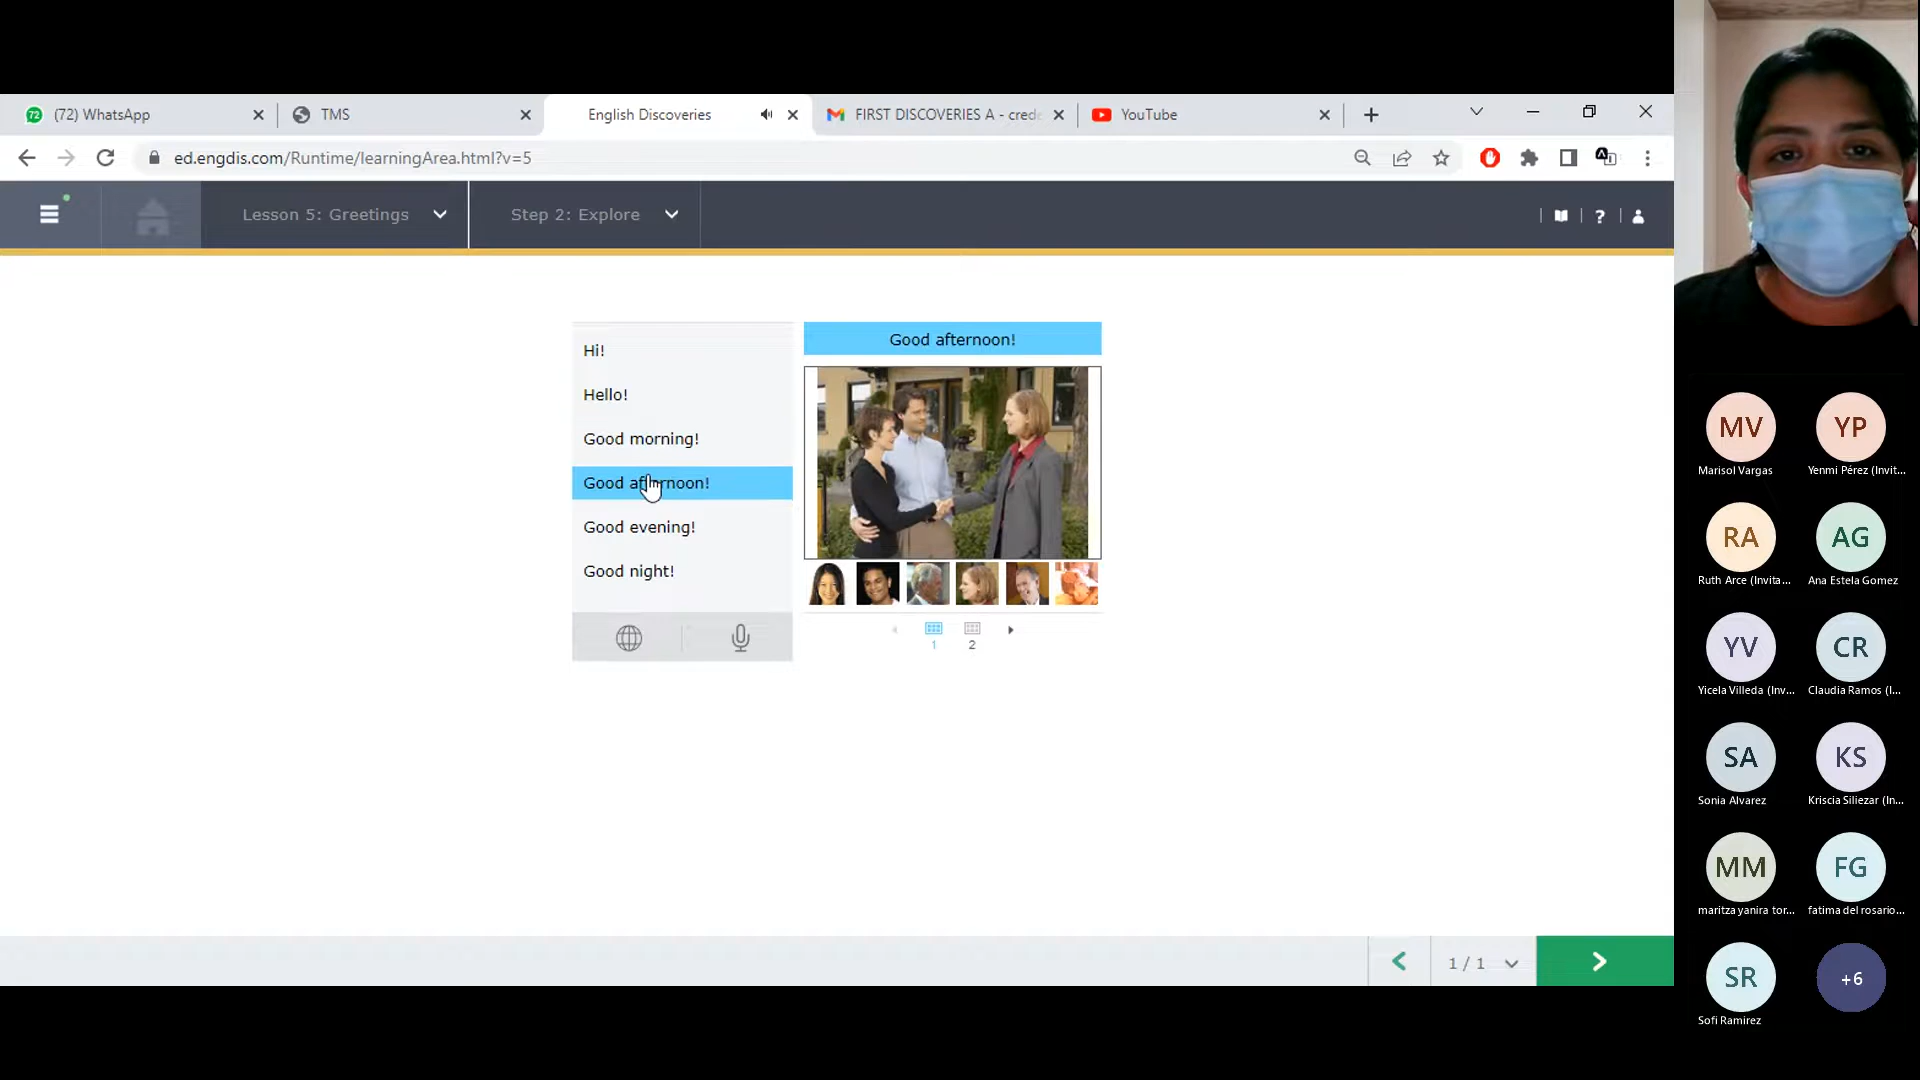 72 (72) WhatsApp
TMS
English Discoveries
FIRST DISCOVERIES A - crede
YouTube
ed.engdis.com/Runtime/learningArea.html?v=5
Lesson 5: Greetings
Step 2: Explore
?
Hi!
Hello!
Good morning!
Good afternoon!
Good evening!
Good night!
Good afternoon!
1
2
1 / 1
MV
Marisol Vargas
YP
Yenmi Pérez (Invit...
RA
Ruth Arce (Invita...
AG
Ana Estela Gomez
YV
Yicela Villeda (Inv...
CR
Claudia Ramos (I...
SA
Sonia Alvarez
KS
Kriscia Siliezar (In...
MM
maritza yanira tor...
FG
fatima del rosario...
SR
Sofi Ramirez
+6